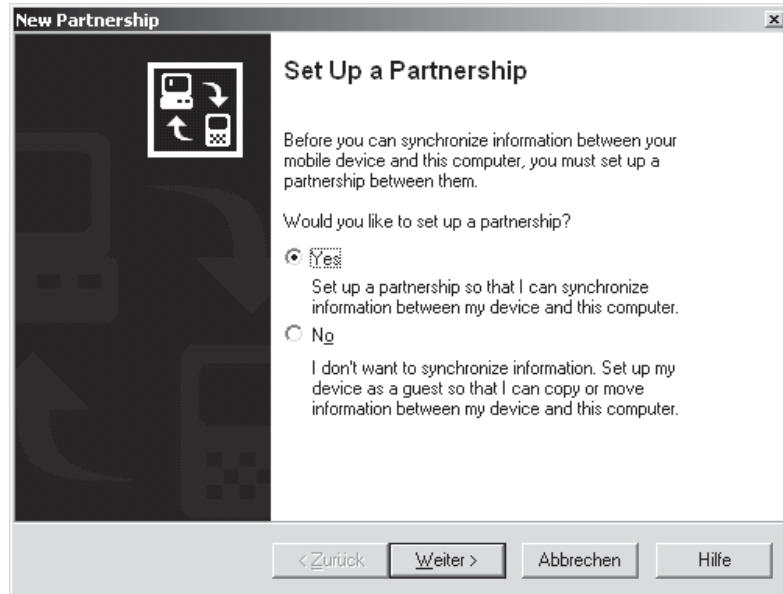 New Partnership
Set Up a Partnership
Before you can synchronize information between your
mobile device and this computer, you must set up a
partnership between them.
Would you like to set up a partnership?
Yes
Set up a partnership so that I can synchronize
information between my device and this computer.
No
I don't want to synchronize information. Set up my
device as a guest so that I can copy or move
information between my device and this computer.
< Zurück
Weiter >
Abbrechen
Hilfe